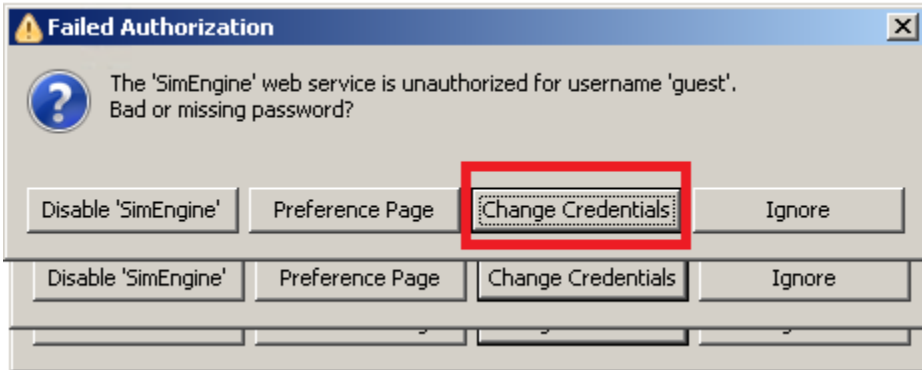 Failed Authorization
The 'SimEngine' web service is unauthorized for username 'guest'.
Bad or missing password?
Disable 'SimEngine' Preference Page Change Credentials Ignore
Disable 'SimEngine' Preference Page Change Credentials Ignore